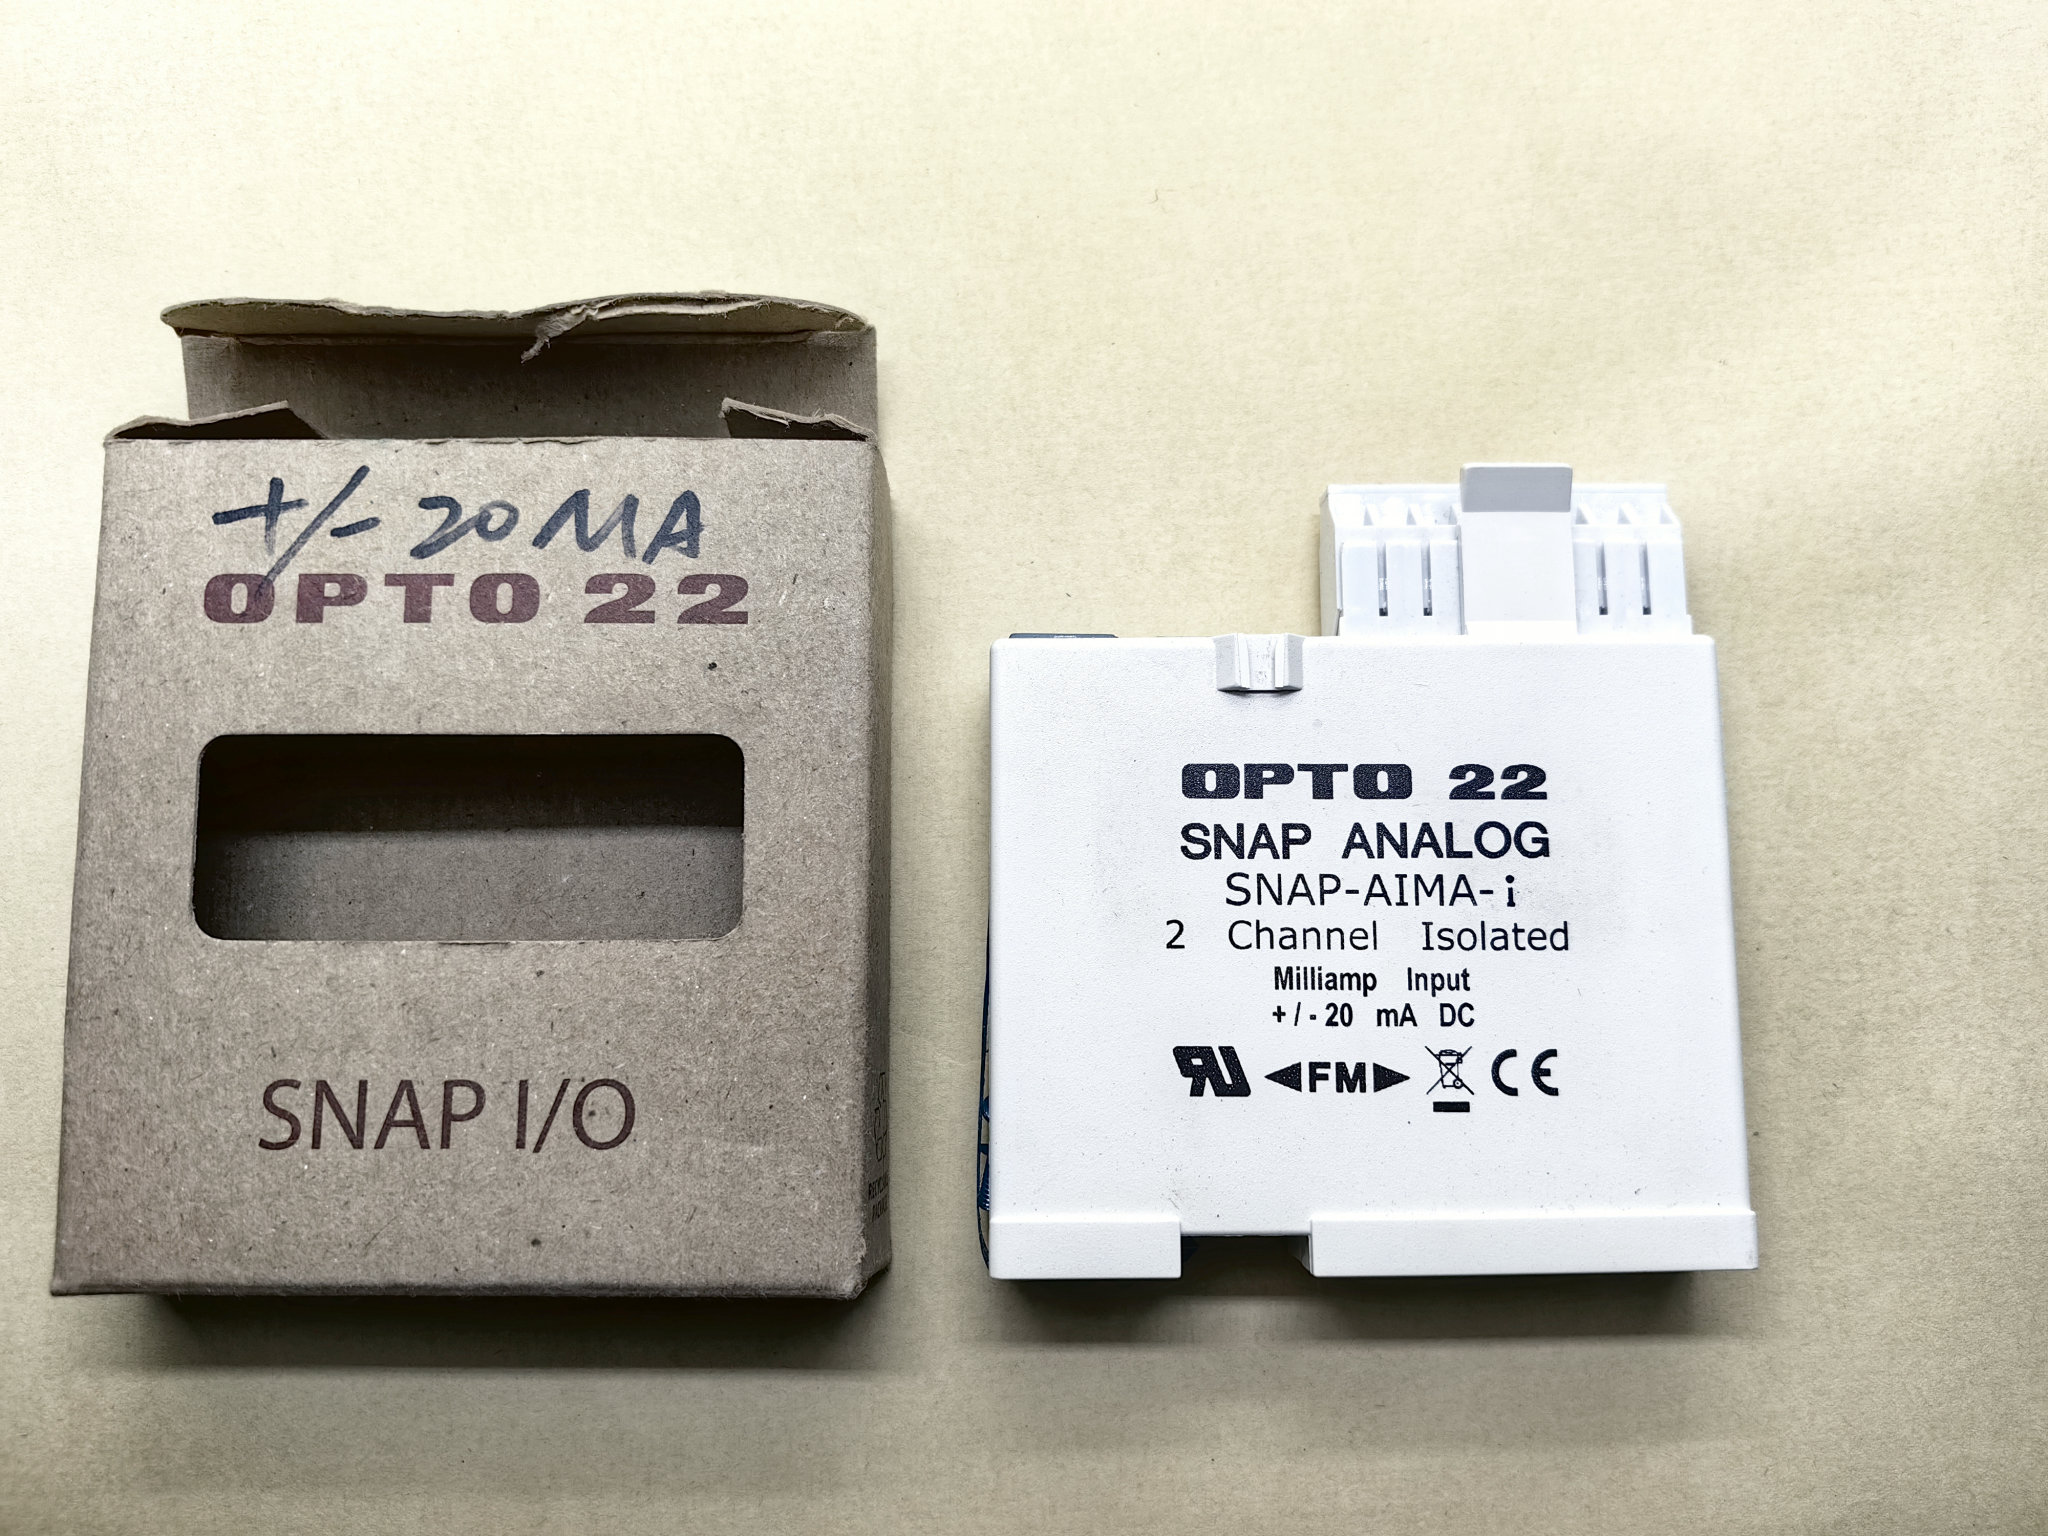 +/- 20 MA
OPTO 22
SNAP I/O
OPTO 22
SNAP ANALOG
SNAP-AIMA-i
2 Channel Isolated
Milliamp Input
+/-20 mA DC
FM CE